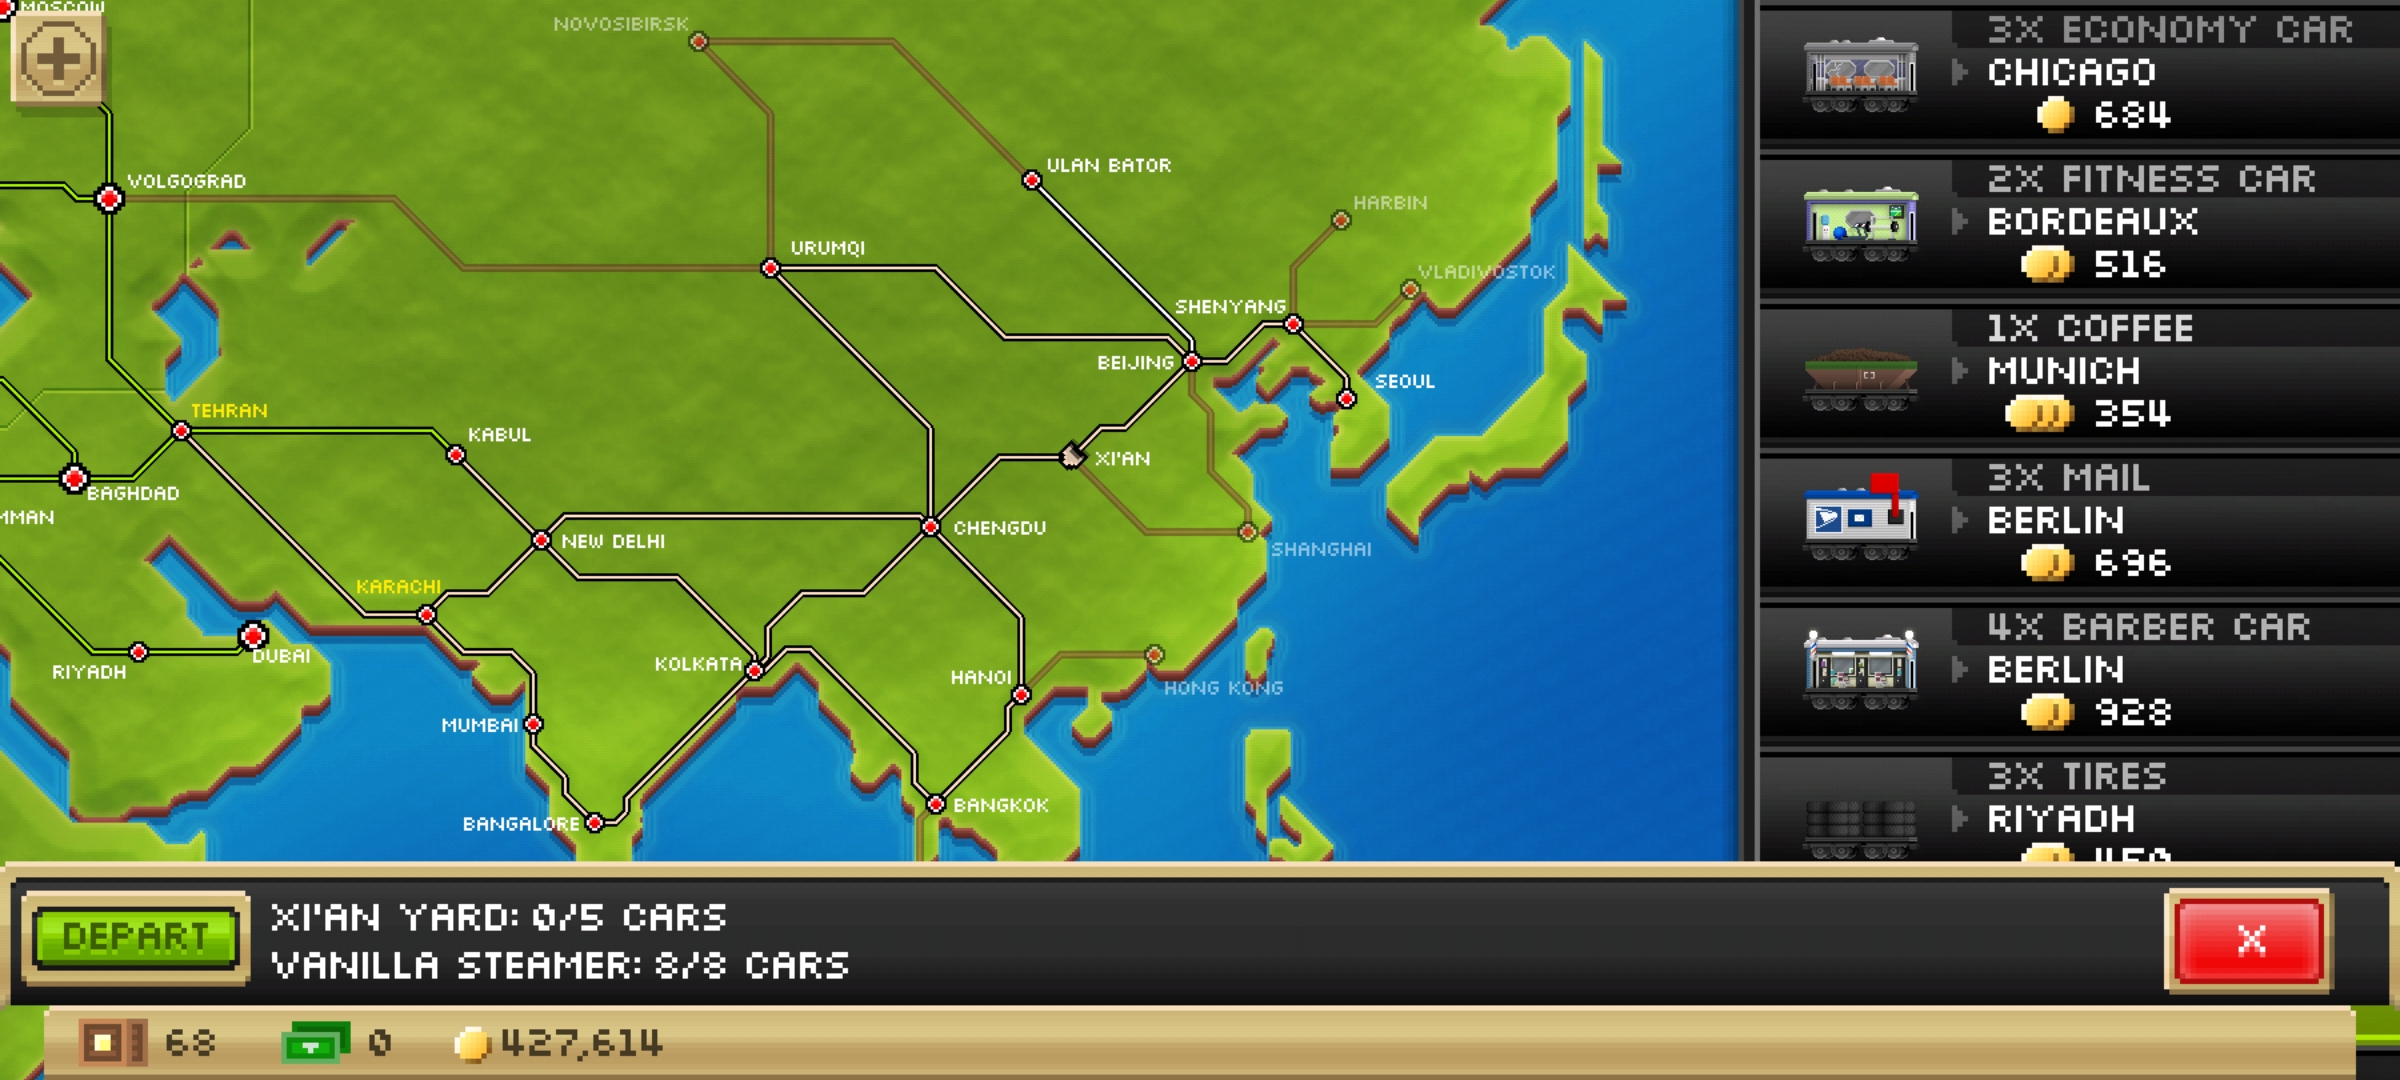 MOSCOW
NOVOSIBIRSK
ULAN BATOR
VOLGOGRAD
HARBIN
URUMQI
VLADIVOSTOK
SHENYANG
BEIJING
SEOUL
TEHRAN
KABUL
XI'AN
BAGHDAD
MMAN
CHENGDU
NEW DELHI
SHANGHAI
KARACHI
DUBAI
RIYADH
KOLKATA
HANOI
HONG KONG
MUMBAI
BANGKOK
BANGALORE
3X ECONOMY CAR
CHICAGO
684
2X FITNESS CAR
BORDEAUX
516
1X COFFEE
MUNICH
354
3X MAIL
BERLIN
696
4X BARBER CAR
BERLIN
928
3X TIRES
RIYADH
450
DEPART
XI'AN YARD: 0/5 CARS
VANILLA STEAMER: 8/8 CARS
X
68
0
427,614